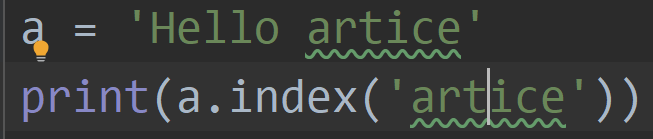 a = 'Hello artice'
print(a.index('artice'))